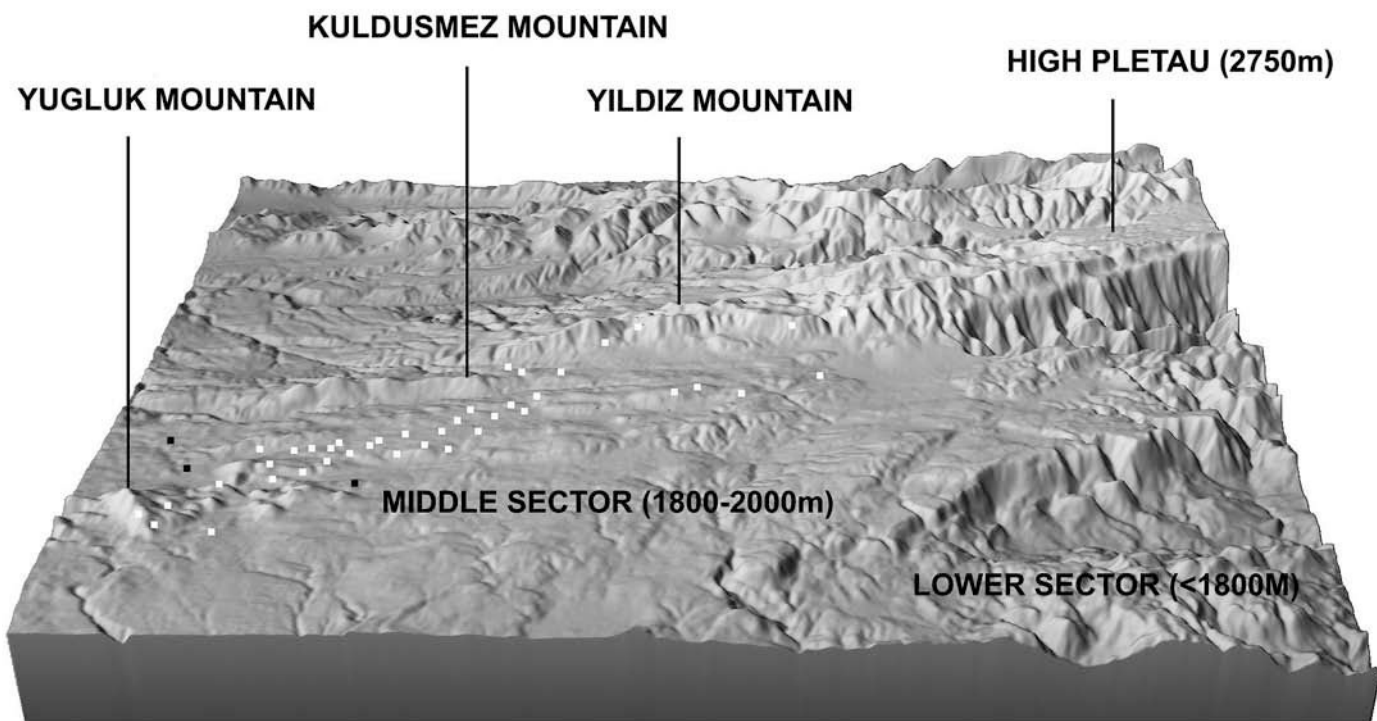 KULDUSMEZ MOUNTAIN
HIGH PLETAU (2750m)
YUGLUK MOUNTAIN
YILDIZ MOUNTAIN
MIDDLE SECTOR (1800-2000m)
LOWER SECTOR (<1800M)